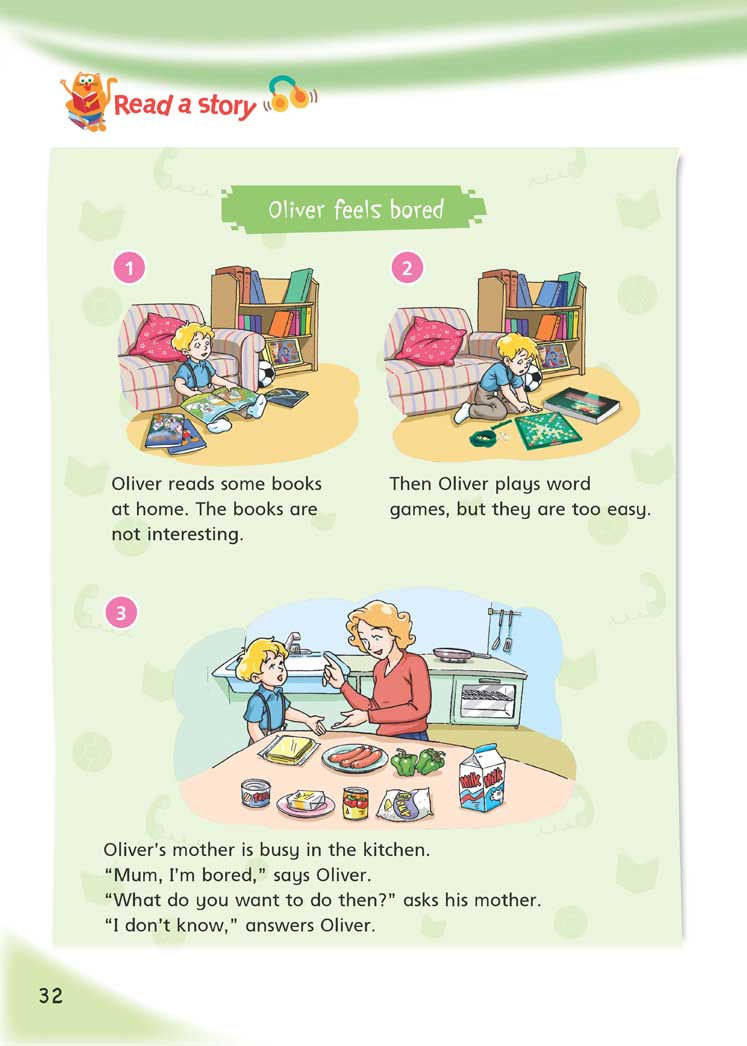 Read a story
Oliver feels bored
1
2
Oliver reads some books
at home. The books are
not interesting.
Then Oliver plays word
games, but they are too easy.
3
Milk
Milk
Oliver's mother is busy in the kitchen.
“Mum, I'm bored,” says Oliver.
“What do you want to do then?” asks his mother.
“I don't know,” answers Oliver.
32